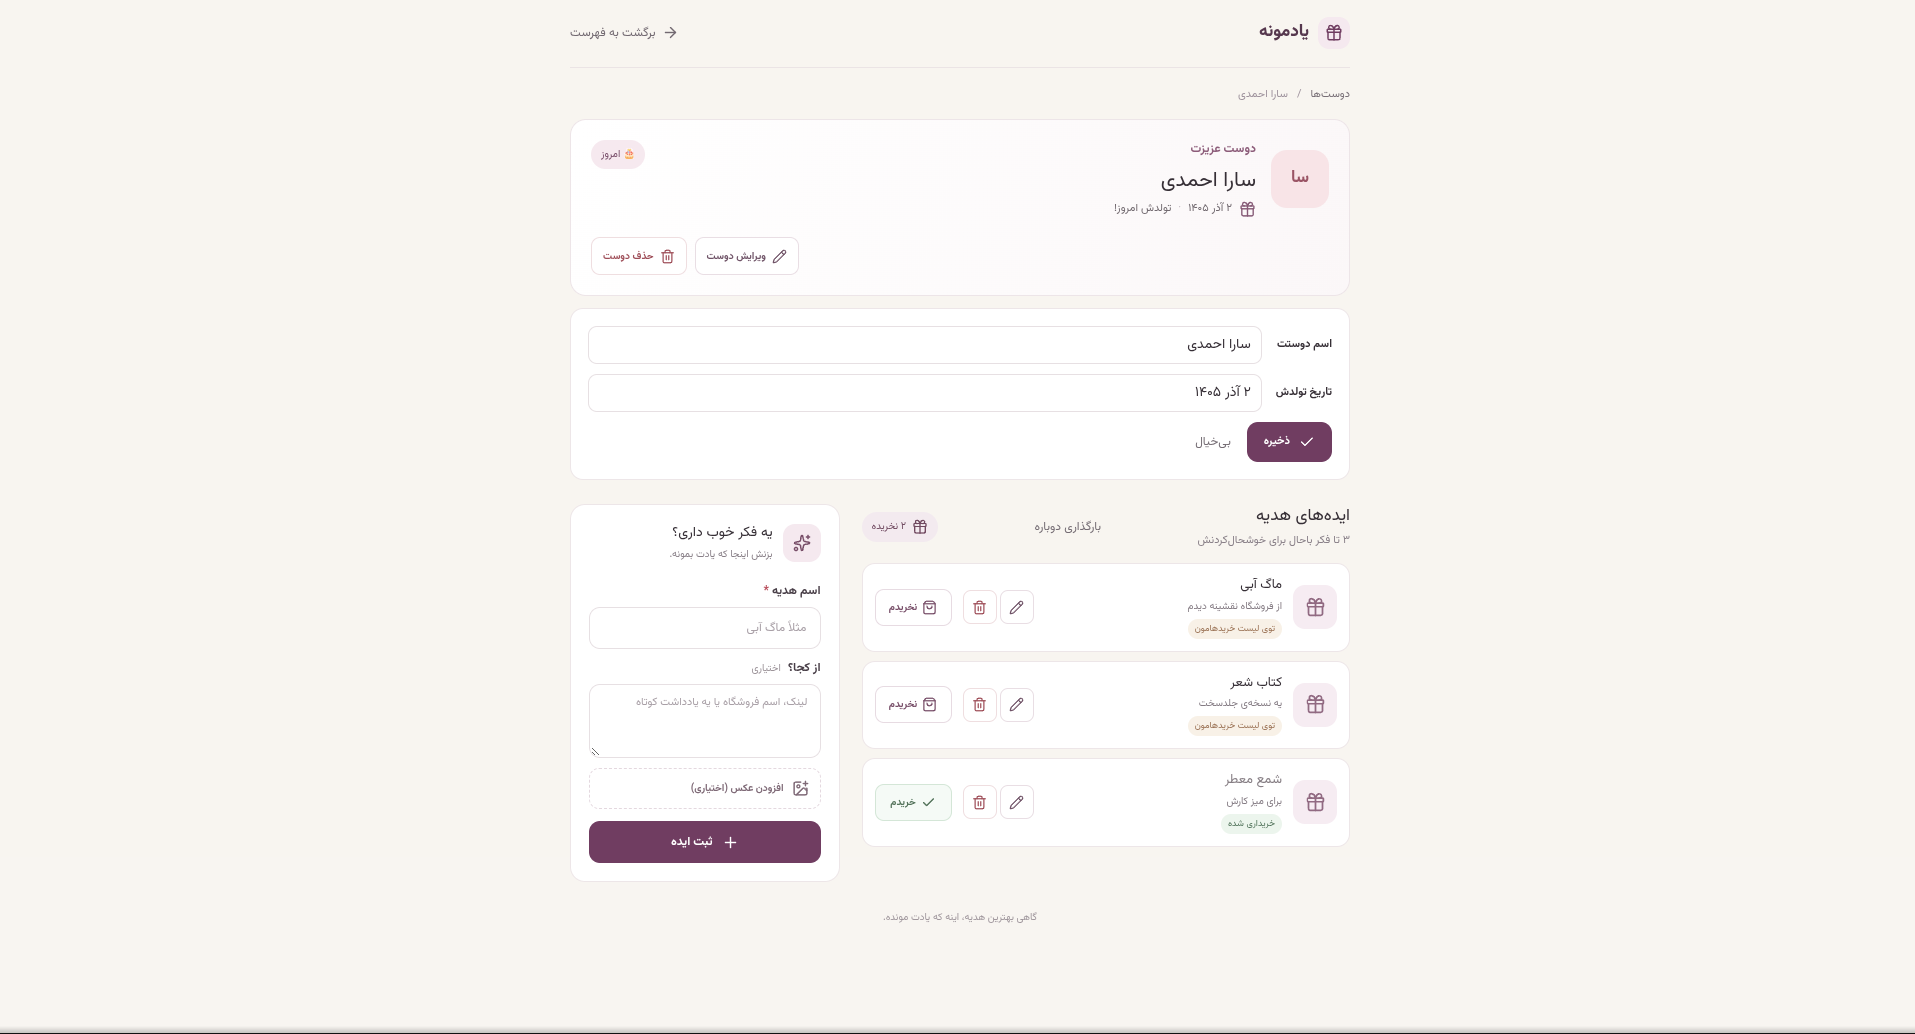 یادمونه
برگشت به فهرست
دوست‌ها / سارا احمدی
دوست عزیزت
سارا احمدی
۲ آذر ۱۴۰۵ · تولدش امروز!
🎂 امروز
ویرایش دوست
حذف دوست
اسم دوستت
سارا احمدی
تاریخ تولدش
۲ آذر ۱۴۰۵
ذخیره
بی‌خیال
ایده‌های هدیه
۳ تا فکر باحال برای خوشحال‌کردنش
بارگذاری دوباره
۲ نخریده
ماگ آبی
از فروشگاه نقشینه دیدم
توی لیست خریدهامون
نخریدم
کتاب شعر
یه نسخه‌ی جلدسخت
توی لیست خریدهامون
نخریدم
شمع معطر
برای میز کارش
خریداری شده
خریدم
یه فکر خوب داری؟
بزنش اینجا که یادت بمونه.
اسم هدیه *
مثلاً ماگ آبی
از کجا؟ اختیاری
لینک، اسم فروشگاه یا یه یادداشت کوتاه
افزودن عکس (اختیاری)
ثبت ایده
گاهی بهترین هدیه، اینه که یادت مونده.
سا